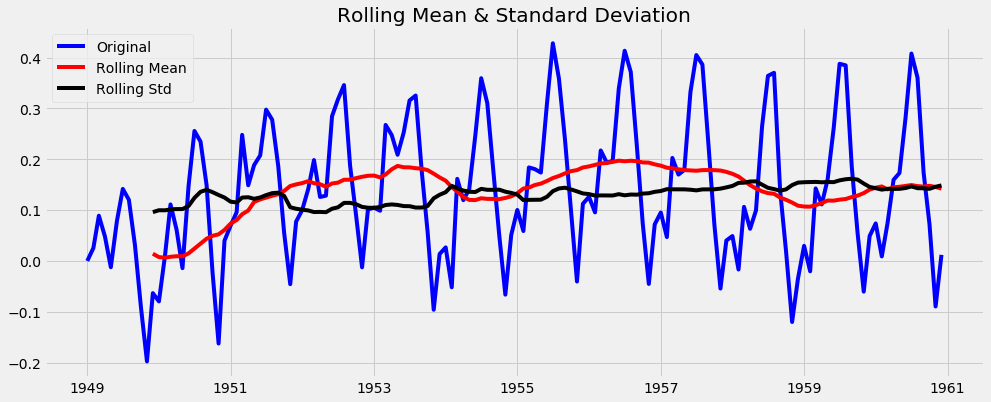 Rolling Mean & Standard Deviation
Original
Rolling Mean
Rolling Std
0.4
0.3
0.2
0.1
0.0
−0.1
−0.2
1949 1951 1953 1955 1957 1959 1961